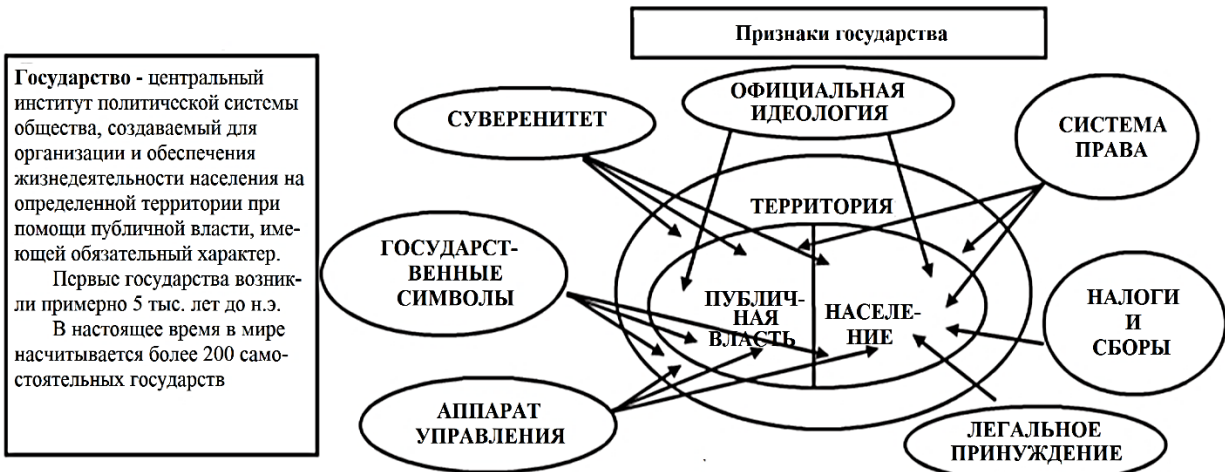 Государство - центральный
институт политической системы
общества, создаваемый для
организации и обеспечения
жизнедеятельности населения на
определенной территории при
помощи публичной власти, име-
ющей обязательный характер.
Первые государства возник-
ли примерно 5 тыс. лет до н.э.
В настоящее время в мире
насчитывается более 200 само-
стоятельных государств
Признаки государства
СУВЕРЕНИТЕТ
ОФИЦИАЛЬНАЯ
ИДЕОЛОГИЯ
СИСТЕМА
ПРАВА
ТЕРРИТОРИЯ
ГОСУДАРСТ-
ВЕННЫЕ
СИМВОЛЫ
ПУБЛИЧ-
НАЯ
ВЛАСТЬ
НАСЕЛЕ-
НИЕ
НАЛОГИ
И
СБОРЫ
АППАРАТ
УПРАВЛЕНИЯ
ЛЕГАЛЬНОЕ
ПРИНУЖДЕНИЕ